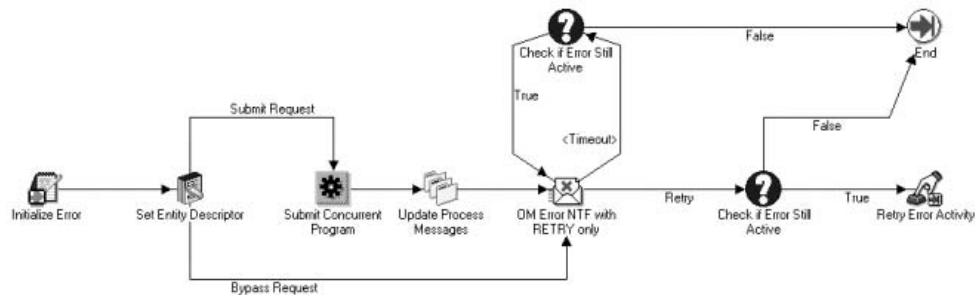 Check if Error Still
Active
False
End
True
Submit Request
<Timeout>
False
Initialize Error
Set Entity Descriptor
Submit Concurrent
Program
Update Process
Messages
OM Error NTF with
RETRY only
Retry
Check if Error Still
Active
True
Retry Error Activity
Bypass Request